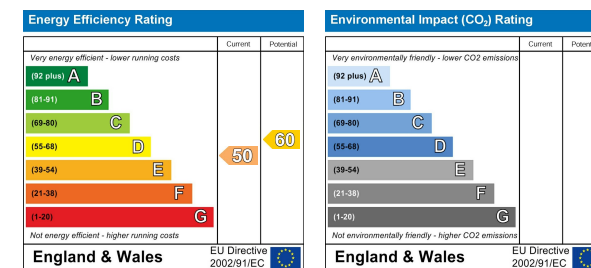 Energy Efficiency Rating
Current Potential
Very energy efficient - lower running costs
(92 plus) A
(81-91) B
(69-80) C
(55-68) D
(39-54) E
(21-38) F
(1-20) G
50
60
Not energy efficient - higher running costs
England & Wales
EU Directive
2002/91/EC
Environmental Impact (CO2) Rating
Current Potent
Very environmentally friendly - lower CO2 emissions
(92 plus) A
(81-91) B
(69-80) C
(55-68) D
(39-54) E
(21-38) F
(1-20) G
Not environmentally friendly - higher CO2 emissions
England & Wales
EU Directive
2002/91/EC